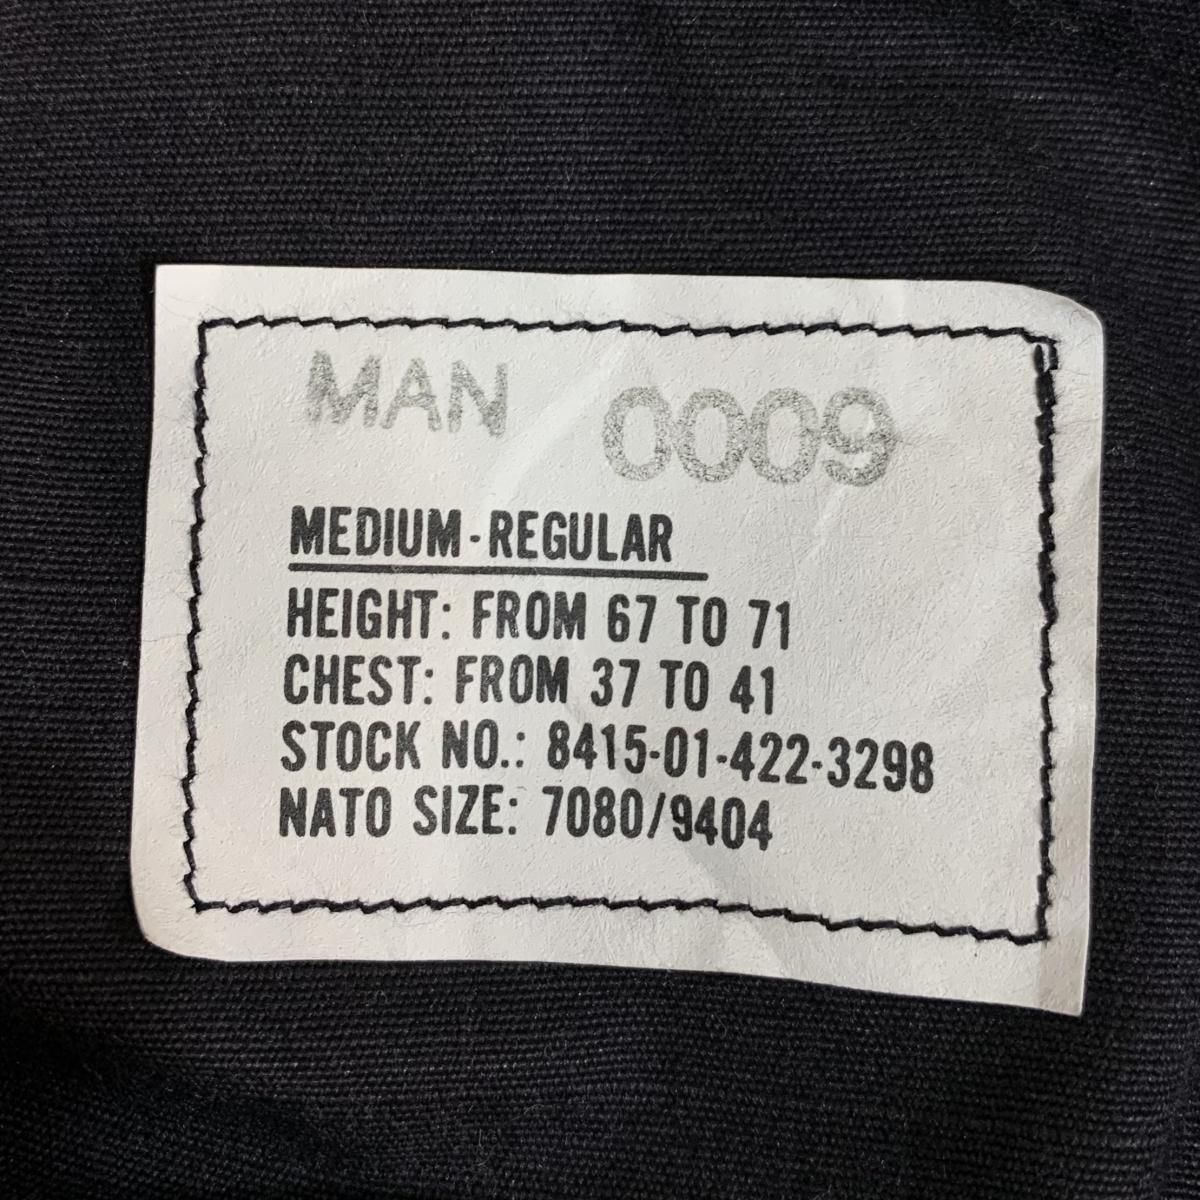 MAN 0009
MEDIUM-REGULAR
HEIGHT: FROM 67 TO 71
CHEST: FROM 37 TO 41
STOCK NO.: 8415-01-422-3298
NATO SIZE: 7080/9404